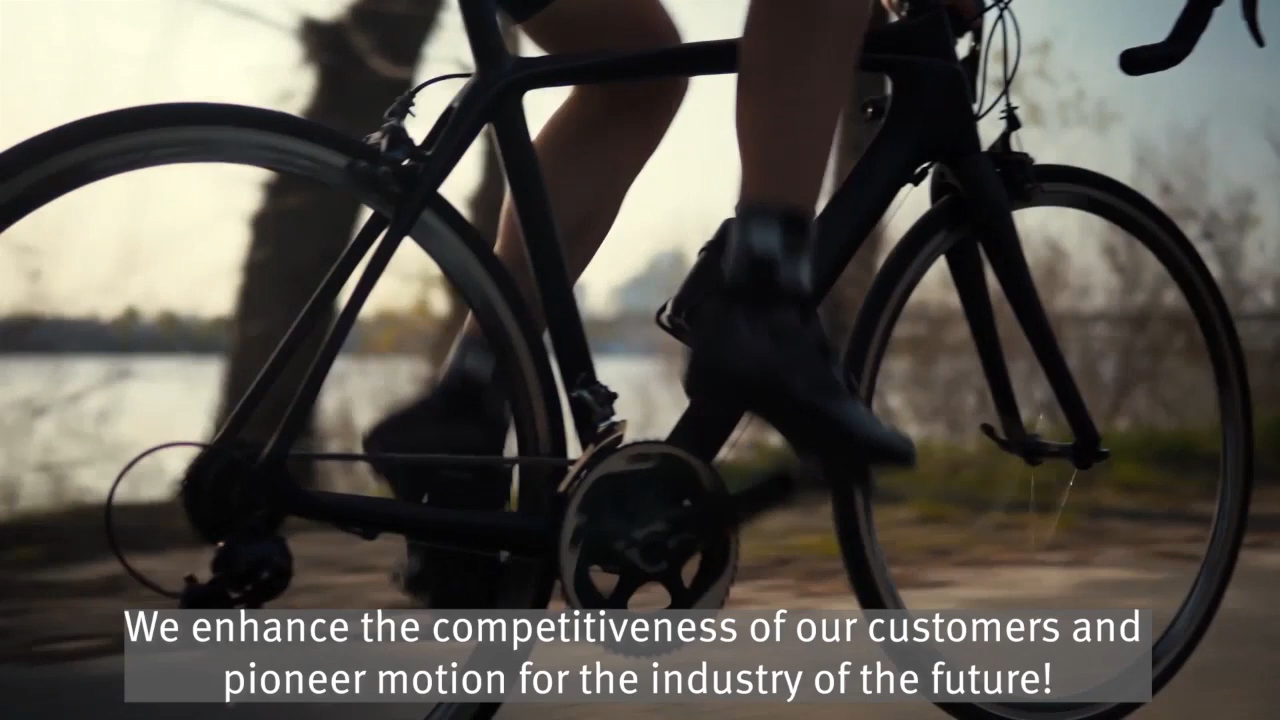 We enhance the competitiveness of our customers and
pioneer motion for the industry of the future!